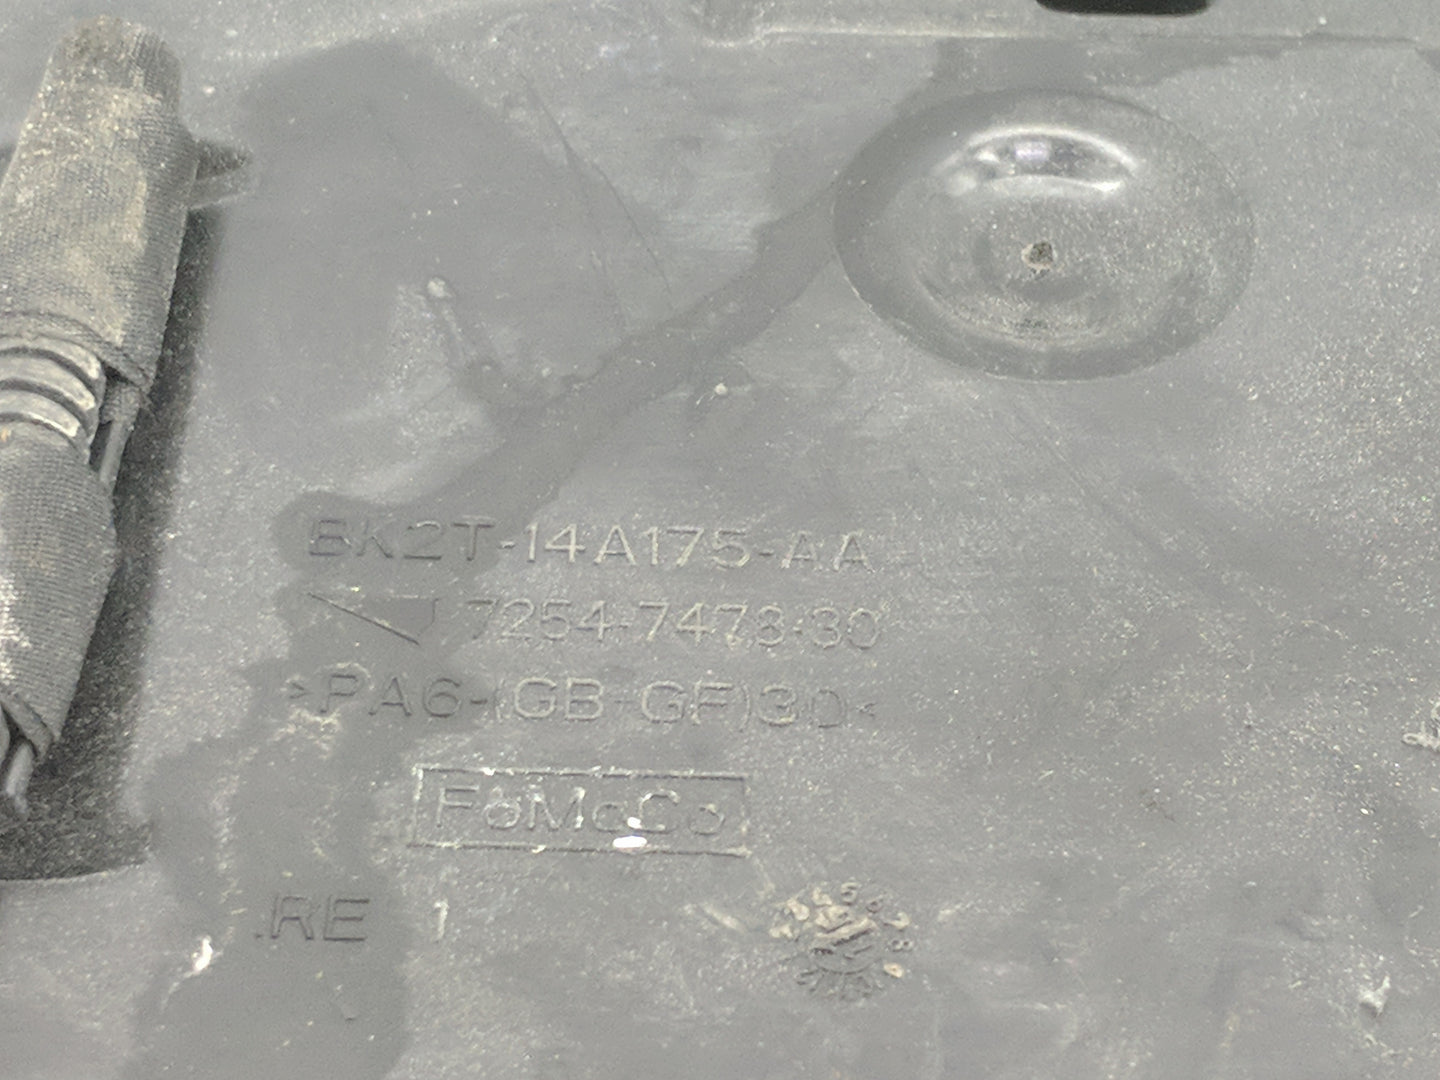 BK2T-14A175-AA
7254-7473-30
>PA6-(GB-GF)30<
FoMoCo
.RE 1